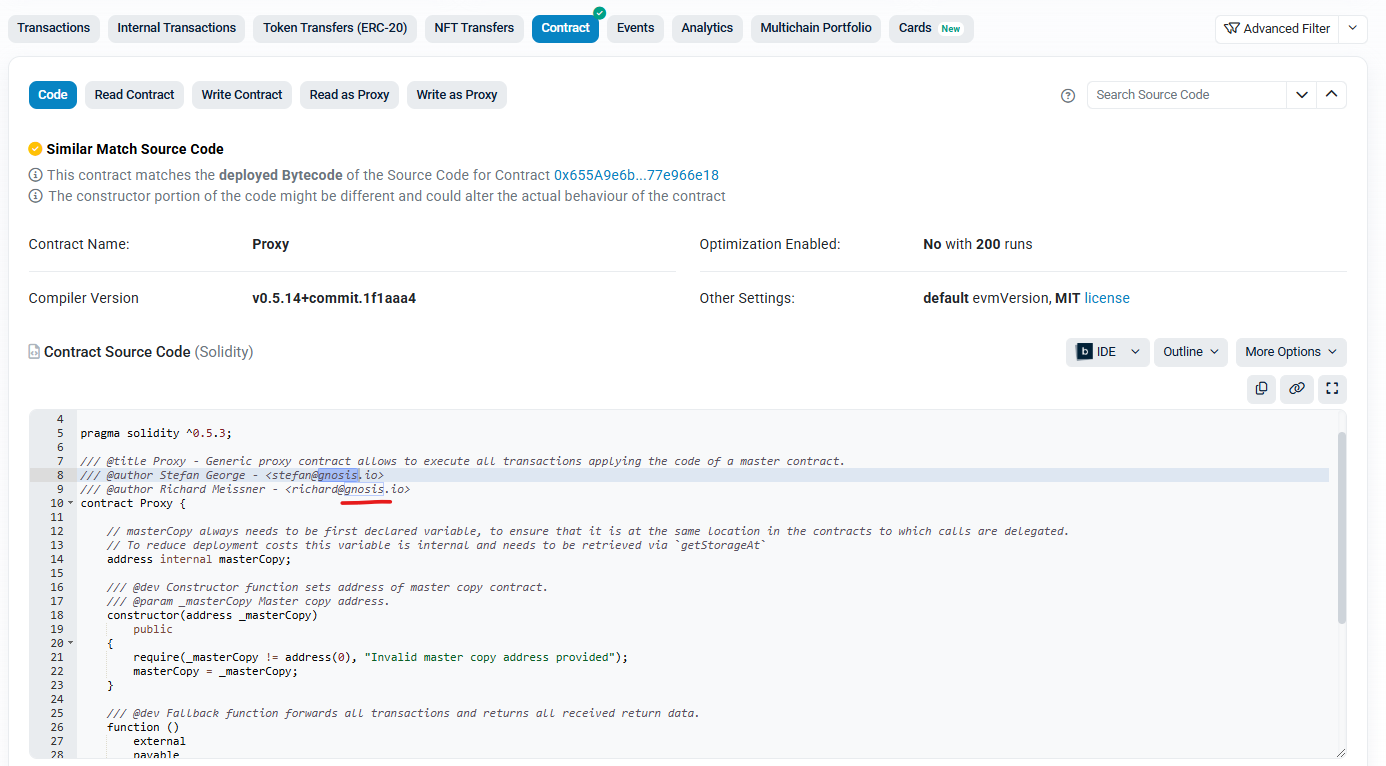 Transactions Internal Transactions Token Transfers (ERC-20) NFT Transfers Contract Events Analytics Multichain Portfolio Cards New Advanced Filter
Code Read Contract Write Contract Read as Proxy Write as Proxy Search Source Code
Similar Match Source Code
This contract matches the deployed Bytecode of the Source Code for Contract 0x655A9e6b...77e966e18
The constructor portion of the code might be different and could alter the actual behaviour of the contract
Contract Name: Proxy Optimization Enabled: No with 200 runs
Compiler Version v0.5.14+commit.1f1aaa4 Other Settings: default evmVersion, MIT license
Contract Source Code (Solidity) b IDE Outline More Options
4
5 pragma solidity ^0.5.3;
6
7 /// @title Proxy - Generic proxy contract allows to execute all transactions applying the code of a master contract.
8 /// @author Stefan George - <stefan@gnosis.io>
9 /// @author Richard Meissner - <richard@gnosis.io>
10 contract Proxy {
11
12 // masterCopy always needs to be first declared variable, to ensure that it is at the same location in the contracts to which calls are delegated.
13 // To reduce deployment costs this variable is internal and needs to be retrieved via `getStorageAt`
14 address internal masterCopy;
15
16 /// @dev Constructor function sets address of master copy contract.
17 /// @param _masterCopy Master copy address.
18 constructor(address _masterCopy)
19 public
20 {
21 require(_masterCopy != address(0), "Invalid master copy address provided");
22 masterCopy = _masterCopy;
23 }
24
25 /// @dev Fallback function forwards all transactions and returns all received return data.
26 function ()
27 external
28 payable